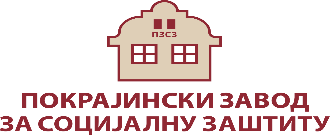 ПЗСЗ
ПОКРАЈИНСКИ ЗАВОД
ЗА СОЦИЈАЛНУ ЗАШТИТУ